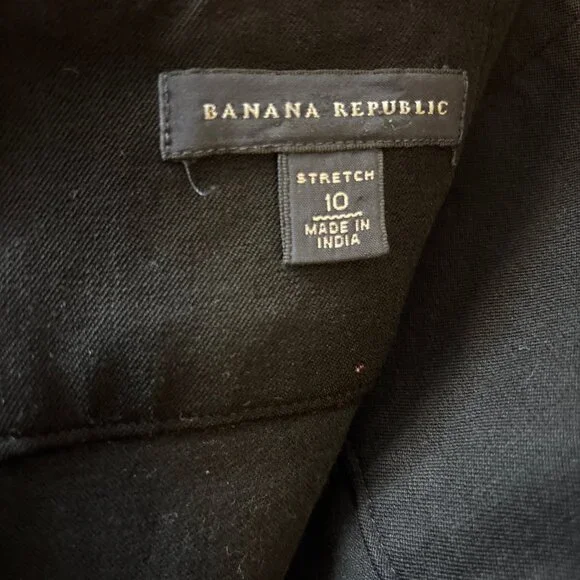 BANANA REPUBLIC
STRETCH
10
MADE IN
INDIA